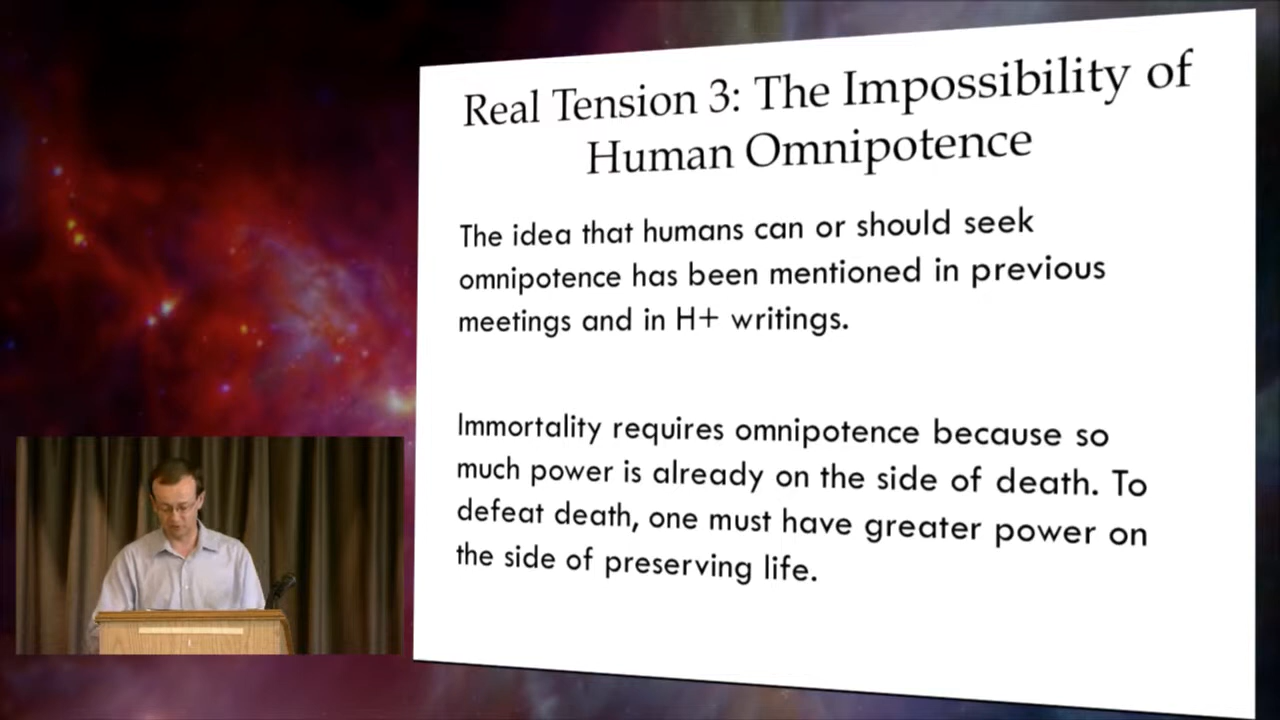 Real Tension 3: The Impossibility of
Human Omnipotence
The idea that humans can or should seek
omnipotence has been mentioned in previous
meetings and in H+ writings.
Immortality requires omnipotence because so
much power is already on the side of death. To
defeat death, one must have greater power on
the side of preserving life.